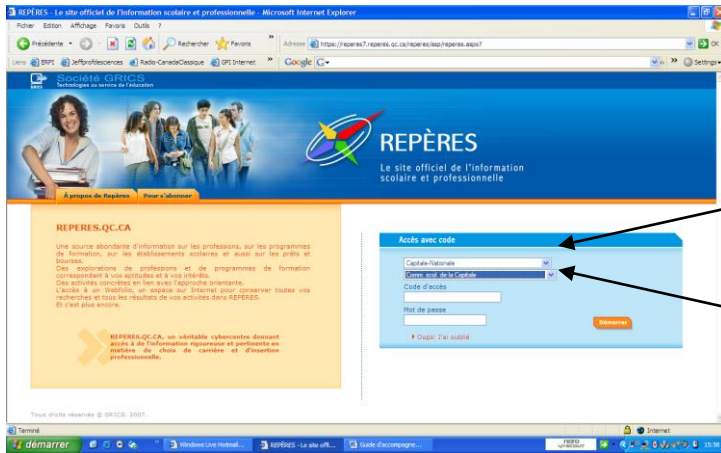 REPÈRES - Le site officiel de l'information scolaire et professionnelle - Microsoft Internet Explorer
Fichier Edition Affichage Favoris Outils ?
Précédente Rechercher Favoris » Adresse https://reperes7.reperes.qc.ca/reperes/asp/reperes.aspx? OK
Liens ERPI Jeffprofdesciences Radio-CanadaClassique GPI Internet » Google G Settings
GRICS
Société GRICS
Technologies au service de l'éducation
REPÈRES
Le site officiel de l'information
scolaire et professionnelle
À propos de Repères Pour s'abonner
REPERES.QC.CA
Une source abondante d'information sur les professions, sur les programmes
de formation, sur les établissements scolaires et aussi sur les prêts et
bourses.
Des explorations de professions et de programmes de formation
correspondant à vos aptitudes et à vos intérêts.
Des activités concrètes en lien avec l'approche orientante.
L'accès à un Webfolio, un espace sur Internet pour conserver toutes vos
recherches et tous les résultats de vos activités dans REPÈRES.
Et c'est plus encore.
REPERES.QC.CA, un véritable cybercentre donnant
accès à de l'information rigoureuse et pertinente en
matière de choix de carrière et d'insertion
professionnelle.
Accès avec code
Capitale-Nationale
Comm. scol. de la Capitale
Code d'accès
Mot de passe
Démarrer
Oups! J'ai oublié
Tous droits réservés © GRICS, 2007.
Terminé Internet
démarrer Windows Live Hotmail... REPÈRES - Le site offi... Guide d'accompagne... 15:58